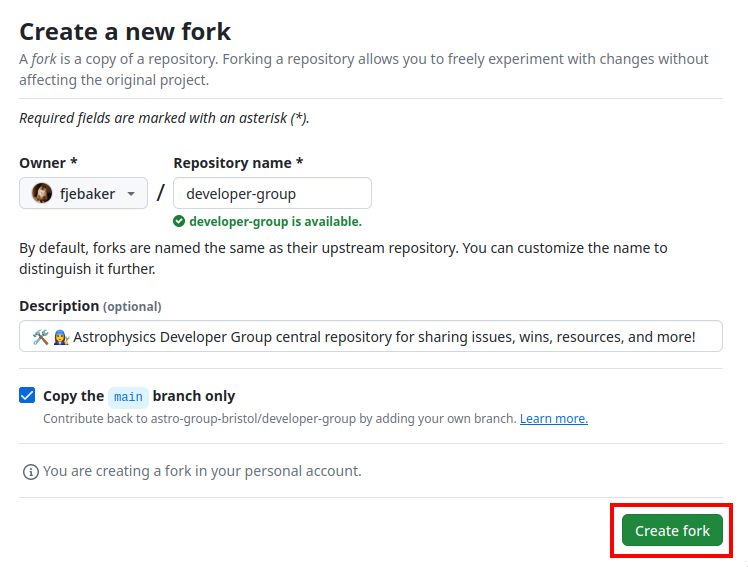 Create a new fork
A fork is a copy of a repository. Forking a repository allows you to freely experiment with changes without
affecting the original project.
Required fields are marked with an asterisk (*).
Owner * Repository name *
fjebaker / developer-group
developer-group is available.
By default, forks are named the same as their upstream repository. You can customize the name to
distinguish it further.
Description (optional)
🛠️ 👩‍🚒 Astrophysics Developer Group central repository for sharing issues, wins, resources, and more!
Copy the main branch only
Contribute back to astro-group-bristol/developer-group by adding your own branch. Learn more.
You are creating a fork in your personal account.
Create fork